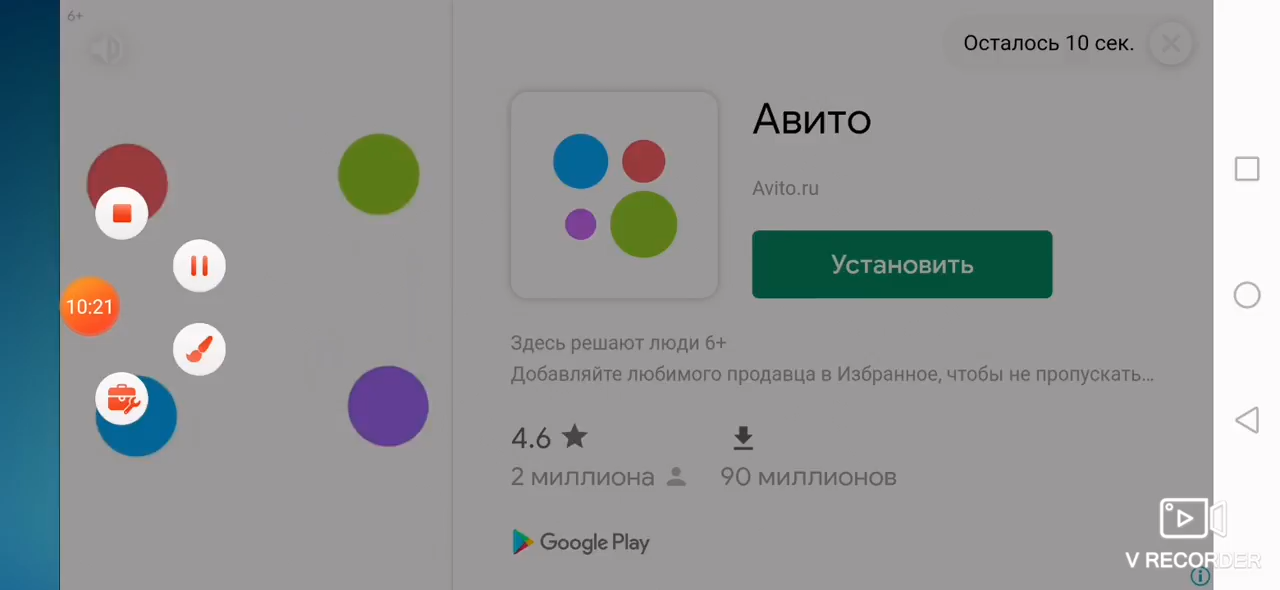 6+
Осталось 10 сек.
Авито
Avito.ru
Установить
10:21
Здесь решают люди 6+
Добавляйте любимого продавца в Избранное, чтобы не пропускать...
4.6
2 миллиона
90 миллионов
Google Play
V RECORDER